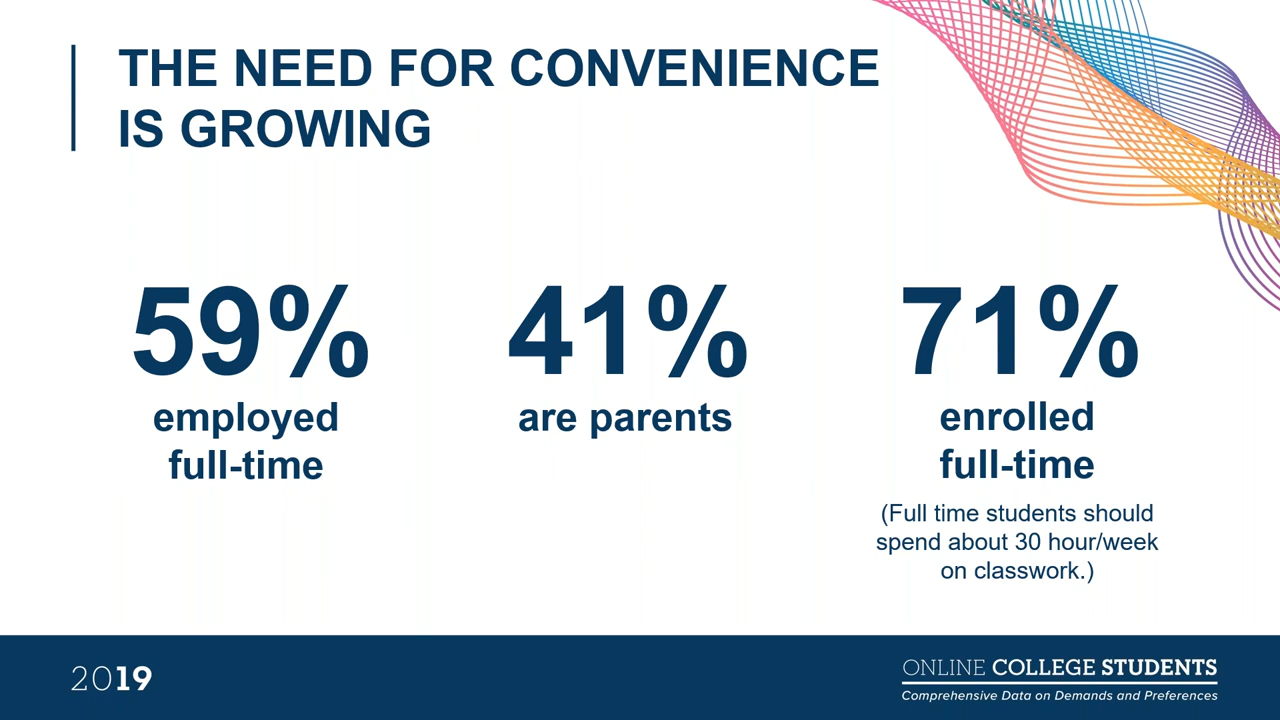 THE NEED FOR CONVENIENCE
IS GROWING
59%
employed
full-time
41%
are parents
71%
enrolled
full-time
(Full time students should
spend about 30 hour/week
on classwork.)
2019
ONLINE COLLEGE STUDENTS
Comprehensive Data on Demands and Preferences